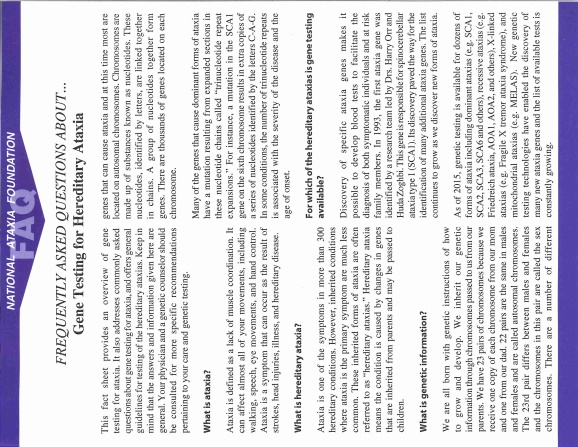 NATIONAL ATAXIA FOUNDATION
FAQ
FREQUENTLY ASKED QUESTIONS ABOUT...
Gene Testing for Hereditary Ataxia
This fact sheet provides an overview of gene
testing for ataxia. It also addresses commonly asked
questions about gene testing for ataxia, and offers general
guidelines for testing of the hereditary ataxias. Keep in
mind that the answers and information given here are
general. Your physician and a genetic counselor should
be consulted for more specific recommendations
pertaining to your care and genetic testing.
What is ataxia?
Ataxia is defined as a lack of muscle coordination. It
can affect almost all of your movements, including
walking, speech, eye movements, and hand control.
Ataxia is a symptom that can occur as the result of
strokes, head injuries, illness, and hereditary disease.
What is hereditary ataxia?
Ataxia is one of the symptoms in more than 300
hereditary conditions. However, inherited conditions
where ataxia is the primary symptom are much less
common. These inherited forms of ataxia are often
referred to as "hereditary ataxias." Hereditary ataxia
means the condition is caused by changes in genes
that are inherited from parents and may be passed to
children.
What is genetic information?
We are all born with genetic instructions of how
to grow and develop. We inherit our genetic
information through chromosomes passed to us from our
parents. We have 23 pairs of chromosomes because we
receive one copy of each chromosome from our mom
and one from our dad. 22 pairs are the same in males
and females and are called autosomal chromosomes.
The 23rd pair differs between males and females
and the chromosomes in this pair are called the sex
chromosomes. There are a number of different
genes that can cause ataxia and at this time most are
located on autosomal chromosomes. Chromosomes are
made up of substances known as nucleotides. These
nucleotides, identified by letters, are linked together
in chains. A group of nucleotides together form
genes. There are thousands of genes located on each
chromosome.
Many of the genes that cause dominant forms of ataxia
have a mutation resulting from expanded sections in
these nucleotide chains called "trinucleotide repeat
expansions." For instance, a mutation in the SCA1
gene on the sixth chromosome results in extra copies of
a series of nucleotides identified by the letters C-A-G.
In some conditions, the number of trinucleotide repeats
is associated with the severity of the disease and the
age of onset.
For which of the hereditary ataxias is gene testing
available?
Discovery of specific ataxia genes makes it
possible to develop blood tests to facilitate the
diagnosis of both symptomatic individuals and at risk
family members. In 1993, the first ataxia gene was
identified by a research team led by Drs. Harry Orr and
Huda Zoghbi. This gene is responsible for spinocerebellar
ataxia type 1 (SCA1). Its discovery paved the way for the
identification of many additional ataxia genes. The list
continues to grow as we discover new forms of ataxia.
As of 2015, genetic testing is available for dozens of
forms of ataxia including dominant ataxias (e.g. SCA1,
SCA2, SCA3, SCA6 and others), recessive ataxias (e.g.
Friedreich ataxia, AOA1, AOA2, and others), X-linked
ataxias (e.g. Fragile X tremor ataxia syndrome), and
mitochondrial ataxias (e.g. MELAS). New genetic
testing technologies have enabled the discovery of
many new ataxia genes and the list of available tests is
constantly growing.